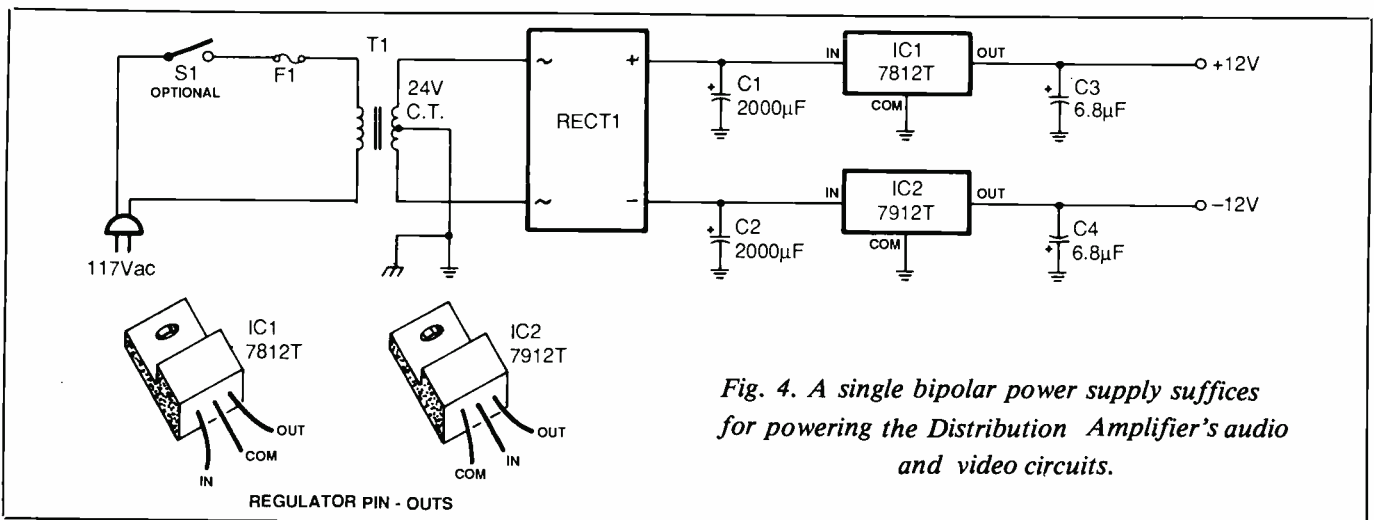 T1
S1
OPTIONAL
F1
24V
C.T.
117Vac
~
~
+
−
RECT1
C1
2000µF
+
C2
2000µF
+
IN
IC1
7812T
OUT
COM
C3
6.8µF
+
+12V
IN
IC2
7912T
OUT
COM
C4
6.8µF
+
−12V
IC1
7812T
OUT
COM
IN
IC2
7912T
OUT
IN
COM
REGULATOR PIN - OUTS
Fig. 4. A single bipolar power supply suffices
for powering the Distribution Amplifier's audio
and video circuits.